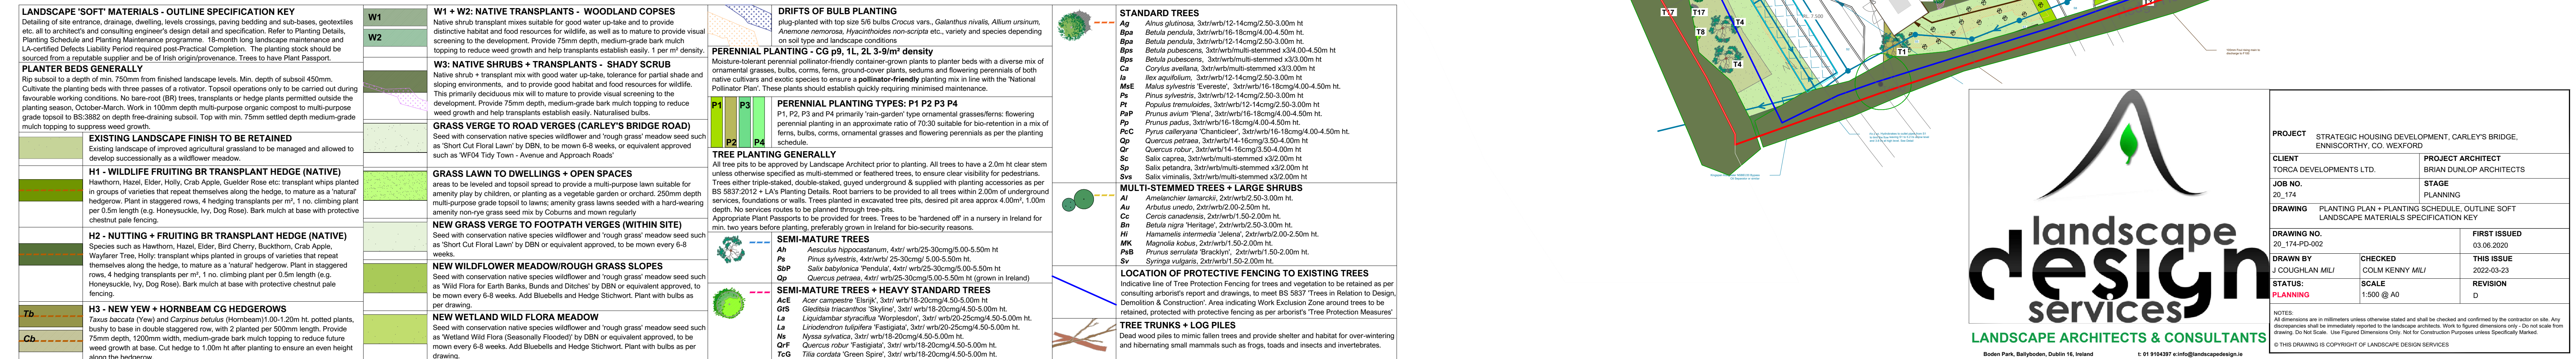 LANDSCAPE 'SOFT' MATERIALS - OUTLINE SPECIFICATION KEY
Detailing of site entrance, drainage, dwelling, levels crossings, paving bedding and sub-bases, geotextiles
etc. all to architect's and consulting engineer's design detail and specification. Refer to Planting Details,
Planting Schedule and Planting Maintenance programme. 18-month long landscape maintenance and
LA-certified Defects Liability Period required post-Practical Completion. The planting stock should be
sourced from a reputable supplier and be of Irish origin/provenance. Trees to have Plant Passport.
PLANTER BEDS GENERALLY
Rip subsoil to a depth of min. 750mm from finished landscape levels. Min. depth of subsoil 450mm.
Cultivate the planting beds with three passes of a rotivator. Topsoil operations only to be carried out during
favourable working conditions. No bare-root (BR) trees, transplants or hedge plants permitted outside the
planting season, October-March. Work in 100mm depth multi-purpose organic compost to multi-purpose
grade topsoil to BS:3882 on depth free-draining subsoil. Top with min. 75mm settled depth medium-grade
mulch topping to suppress weed growth.
EXISTING LANDSCAPE FINISH TO BE RETAINED
Existing landscape of improved agricultural grassland to be managed and allowed to
develop successionally as a wildflower meadow.
H1 - WILDLIFE FRUITING BR TRANSPLANT HEDGE (NATIVE)
Hawthorn, Hazel, Elder, Holly, Crab Apple, Guelder Rose etc: transplant whips planted
in groups of varieties that repeat themselves along the hedge, to mature as a 'natural'
hedgerow. Plant in staggered rows, 4 hedging transplants per m², 1 no. climbing plant
per 0.5m length (e.g. Honeysuckle, Ivy, Dog Rose). Bark mulch at base with protective
chestnut pale fencing.
H2 - NUTTING + FRUITING BR TRANSPLANT HEDGE (NATIVE)
Species such as Hawthorn, Hazel, Elder, Bird Cherry, Buckthorn, Crab Apple,
Wayfarer Tree, Holly: transplant whips planted in groups of varieties that repeat
themselves along the hedge, to mature as a 'natural' hedgerow. Plant in staggered
rows, 4 hedging transplants per m², 1 no. climbing plant per 0.5m length (e.g.
Honeysuckle, Ivy, Dog Rose). Bark mulch at base with protective chestnut pale
fencing.
Tb
Cb
H3 - NEW YEW + HORNBEAM CG HEDGEROWS
Taxus baccata (Yew) and Carpinus betulus (Hornbeam)1.00-1.20m ht. potted plants,
bushy to base in double staggered row, with 2 planted per 500mm length. Provide
75mm depth, 1200mm width, medium-grade bark mulch topping to reduce future
weed growth at base. Cut hedge to 1.00m ht after planting to ensure an even height
along the hedgerow.
W1
W2
W1 + W2: NATIVE TRANSPLANTS - WOODLAND COPSES
Native shrub transplant mixes suitable for good water up-take and to provide
distinctive habitat and food resources for wildlife, as well as to mature to provide visual
screening to the development. Provide 75mm depth, medium-grade bark mulch
topping to reduce weed growth and help transplants establish easily. 1 per m² density.
W3: NATIVE SHRUBS + TRANSPLANTS - SHADY SCRUB
Native shrub + transplant mix with good water up-take, tolerance for partial shade and
sloping environments, and to provide good habitat and food resources for wildlife.
This primarily deciduous mix will to mature to provide visual screening to the
development. Provide 75mm depth, medium-grade bark mulch topping to reduce
weed growth and help transplants establish easily. Naturalised bulbs.
GRASS VERGE TO ROAD VERGES (CARLEY'S BRIDGE ROAD)
Seed with conservation native species wildflower and 'rough grass' meadow seed such
as 'Short Cut Floral Lawn' by DBN, to be mown 6-8 weeks, or equivalent approved
such as 'WF04 Tidy Town - Avenue and Approach Roads'
GRASS LAWN TO DWELLINGS + OPEN SPACES
areas to be leveled and topsoil spread to provide a multi-purpose lawn suitable for
amenity play by children, or planting as a vegetable garden or orchard. 250mm depth
multi-purpose grade topsoil to lawns; amenity grass lawns seeded with a hard-wearing
amenity non-rye grass seed mix by Coburns and mown regularly
NEW GRASS VERGE TO FOOTPATH VERGES (WITHIN SITE)
Seed with conservation native species wildflower and 'rough grass' meadow seed such
as 'Short Cut Floral Lawn' by DBN or equivalent approved, to be mown every 6-8
weeks.
NEW WILDFLOWER MEADOW/ROUGH GRASS SLOPES
Seed with conservation native species wildflower and 'rough grass' meadow seed such
as 'Wild Flora for Earth Banks, Bunds and Ditches' by DBN or equivalent approved, to
be mown every 6-8 weeks. Add Bluebells and Hedge Stichwort. Plant with bulbs as
per drawing.
NEW WETLAND WILD FLORA MEADOW
Seed with conservation native species wildflower and 'rough grass' meadow seed such
as 'Wetland Wild Flora (Seasonally Flooded)' by DBN or equivalent approved, to be
mown every 6-8 weeks. Add Bluebells and Hedge Stichwort. Plant with bulbs as per
drawing.
DRIFTS OF BULB PLANTING
plug-planted with top size 5/6 bulbs Crocus vars., Galanthus nivalis, Allium ursinum,
Anemone nemorosa, Hyacinthoides non-scripta etc., variety and species depending
on soil type and landscape conditions
PERENNIAL PLANTING - CG p9, 1L, 2L 3-9/m² density
Moisture-tolerant perennial pollinator-friendly container-grown plants to planter beds with a diverse mix of
ornamental grasses, bulbs, corms, ferns, ground-cover plants, sedums and flowering perennials of both
native cultivars and exotic species to ensure a pollinator-friendly planting mix in line with the 'National
Pollinator Plan'. These plants should establish quickly requiring minimised maintenance.
P1
P2
P3
P4
PERENNIAL PLANTING TYPES: P1 P2 P3 P4
P1, P2, P3 and P4 primarily 'rain-garden' type ornamental grasses/ferns: flowering
perennial planting in an approximate ratio of 70:30 suitable for bio-retention in a mix of
ferns, bulbs, corms, ornamental grasses and flowering perennials as per the planting
schedule.
TREE PLANTING GENERALLY
All tree pits to be approved by Landscape Architect prior to planting. All trees to have a 2.0m ht clear stem
unless otherwise specified as multi-stemmed or feathered trees, to ensure clear visibility for pedestrians.
Trees either triple-staked, double-staked, guyed underground & supplied with planting accessories as per
BS 5837:2012 + LA's Planting Details. Root barriers to be provided to all trees within 2.00m of underground
services, foundations or walls. Trees planted in excavated tree pits, desired pit area approx 4.00m², 1.00m
depth. No services routes to be planned through tree-pits.
Appropriate Plant Passports to be provided for trees. Trees to be 'hardened off' in a nursery in Ireland for
min. two years before planting, preferably grown in Ireland for bio-security reasons.
SEMI-MATURE TREES
Ah Aesculus hippocastanum, 4xtr/ wrb/25-30cmg/5.00-5.50m ht
Ps Pinus sylvestris, 4xtr/ wrb/ 25-30cmg/ 5.00-5.50m ht.
SbP Salix babylonica 'Pendula', 4xtr/ wrb/25-30cmg/5.00-5.50m ht
Qp Quercus petraea, 4xtr/ wrb/25-30cmg/5.00-5.50m ht (grown in Ireland)
SEMI-MATURE TREES + HEAVY STANDARD TREES
AcE Acer campestre 'Elsrijk', 3xtr/ wrb/18-20cmg/4.50-5.00m ht
GtS Gleditsia triacanthos 'Skyline', 3xtr/ wrb/18-20cmg/4.50-5.00m ht.
La Liquidambar styraciflua 'Worplesdon', 3xtr/ wrb/20-25cmg/4.50-5.00m ht.
La Liriodendron tulipifera 'Fastigiata', 3xtr/ wrb/20-25cmg/4.50-5.00m ht.
Ns Nyssa sylvatica, 3xtr/ wrb/18-20cmg/4.50-5.00m ht.
QrF Quercus robur 'Fastigiata', 3xtr/ wrb/18-20cmg/4.50-5.00m ht.
TcG Tilia cordata 'Green Spire', 3xtr/ wrb/18-20cmg/4.50-5.00m ht.
STANDARD TREES
Ag Alnus glutinosa, 3xtr/wrb/12-14cmg/2.50-3.00m ht
Bpa Betula pendula, 3xtr/wrb/16-18cmg/4.00-4.50m ht.
Bpa Betula pendula, 3xtr/wrb/12-14cmg/2.50-3.00m ht.
Bps Betula pubescens, 3xtr/wrb/multi-stemmed x3/4.00-4.50m ht
Bps Betula pubescens, 3xtr/wrb/multi-stemmed x3/3.00m ht
Ca Corylus avellana, 3xtr/wrb/multi-stemmed x3/3.00m ht
Ia Ilex aquifolium, 3xtr/wrb/12-14cmg/2.50-3.00m ht
MsE Malus sylvestris 'Evereste', 3xtr/wrb/16-18cmg/4.00-4.50m ht.
Ps Pinus sylvestris, 3xtr/wrb/12-14cmg/2.50-3.00m ht
Pt Populus tremuloides, 3xtr/wrb/12-14cmg/2.50-3.00m ht
PaP Prunus avium 'Plena', 3xtr/wrb/16-18cmg/4.00-4.50m ht.
Pp Prunus padus, 3xtr/wrb/16-18cmg/4.00-4.50m ht.
PcC Pyrus calleryana 'Chanticleer', 3xtr/wrb/16-18cmg/4.00-4.50m ht.
Qp Quercus petraea, 3xtr/wrb/14-16cmg/3.50-4.00m ht
Qr Quercus robur, 3xtr/wrb/14-16cmg/3.50-4.00m ht
Sc Salix caprea, 3xtr/wrb/multi-stemmed x3/2.00m ht
Sp Salix petandra, 3xtr/wrb/multi-stemmed x3/2.00m ht
Svs Salix viminalis, 3xtr/wrb/multi-stemmed x3/2.00m ht
MULTI-STEMMED TREES + LARGE SHRUBS
Al Amelanchier lamarckii, 2xtr/wrb/2.50-3.00m ht.
Au Arbutus unedo, 2xtr/wrb/2.00-2.50m ht.
Cc Cercis canadensis, 2xtr/wrb/1.50-2.00m ht.
Bn Betula nigra 'Heritage', 2xtr/wrb/2.50-3.00m ht.
Hi Hamamelis intermedia 'Jelena', 2xtr/wrb/2.00-2.50m ht.
MK Magnolia kobus, 2xtr/wrb/1.50-2.00m ht.
PsB Prunus serrulata 'Bracklyn', 2xtr/wrb/1.50-2.00m ht.
Sv Syringa vulgaris, 2xtr/wrb/1.50-2.00m ht.
LOCATION OF PROTECTIVE FENCING TO EXISTING TREES
Indicative line of Tree Protection Fencing for trees and vegetation to be retained as per
consulting arborist's report and drawings, to meet BS 5837 'Trees in Relation to Design,
Demolition & Construction'. Area indicating Work Exclusion Zone around trees to be
retained, protected with protective fencing as per arborist's 'Tree Protection Measures'
TREE TRUNKS + LOG PILES
Dead wood piles to mimic fallen trees and provide shelter and habitat for over-wintering
and hibernating small mammals such as frogs, toads and insects and invertebrates.
T17
T17
T8
T4
T4
T1
landscape
design
services
LANDSCAPE ARCHITECTS & CONSULTANTS
Boden Park, Ballyboden, Dublin 16, Ireland t: 01 9104397 e:info@landscapedesign.ie
PROJECT STRATEGIC HOUSING DEVELOPMENT, CARLEY'S BRIDGE,
ENNISCORTHY, CO. WEXFORD
CLIENT
TORCA DEVELOPMENTS LTD.
PROJECT ARCHITECT
BRIAN DUNLOP ARCHITECTS
JOB NO.
20_174
STAGE
PLANNING
DRAWING PLANTING PLAN + PLANTING SCHEDULE, OUTLINE SOFT
LANDSCAPE MATERIALS SPECIFICATION KEY
DRAWING NO.
20_174-PD-002
FIRST ISSUED
03.06.2020
DRAWN BY
J COUGHLAN MILI
CHECKED
COLM KENNY MILI
THIS ISSUE
2022-03-23
STATUS:
PLANNING
SCALE
1:500 @ A0
REVISION
D
NOTES:
All dimensions are in millimeters unless otherwise stated and shall be checked and confirmed by the contractor on site. Any
discrepancies shall be immediately reported to the landscape architects. Work to figured dimensions only - Do not scale from
drawing. Do Not Scale. Use Figured Dimensions Only. Not for Construction Purposes unless Specifically Marked.
© THIS DRAWING IS COPYRIGHT OF LANDSCAPE DESIGN SERVICES